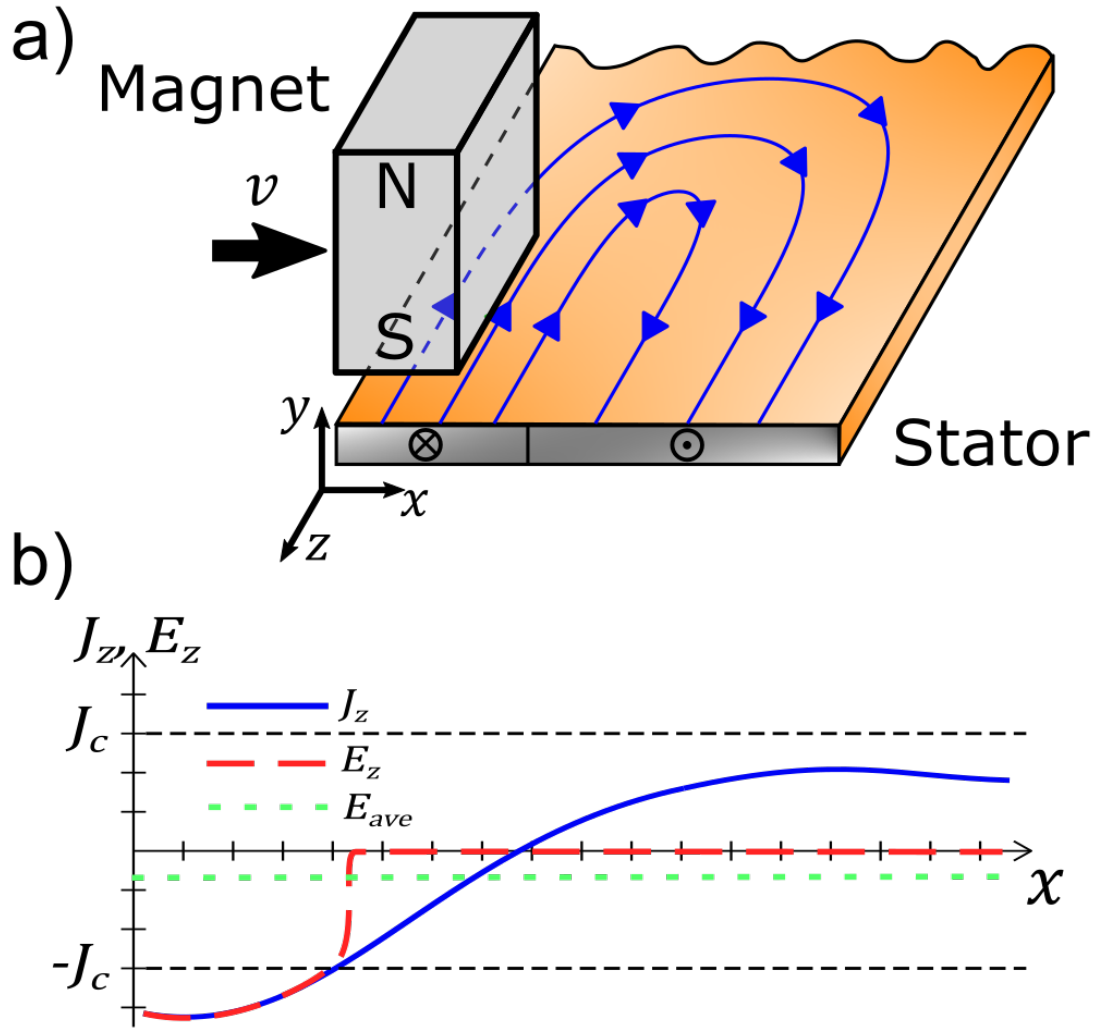 a)
Magnet
N
v
S
y
x
z
Stator
b)
J_z, E_z
J_c
J_z
E_z
E_ave
x
-J_c